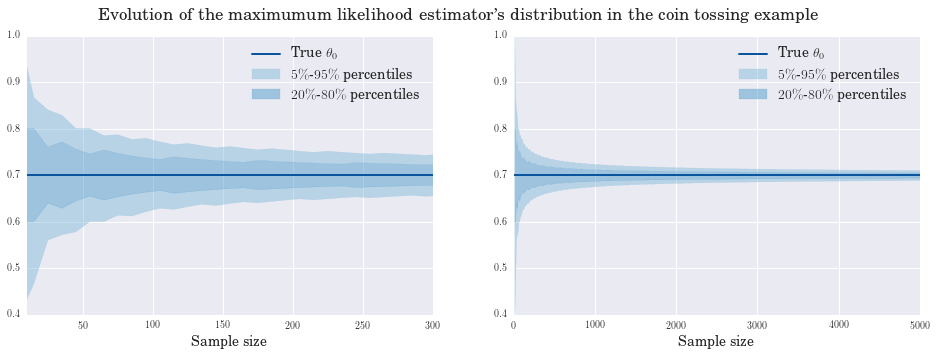 Evolution of the maximumum likelihood estimator's distribution in the coin tossing example
1.0
0.9
0.8
0.7
0.6
0.5
0.4
50
100
150
200
250
300
Sample size
True θ₀
5%-95% percentiles
20%-80% percentiles
1.0
0.9
0.8
0.7
0.6
0.5
0.4
0
1000
2000
3000
4000
5000
Sample size
True θ₀
5%-95% percentiles
20%-80% percentiles